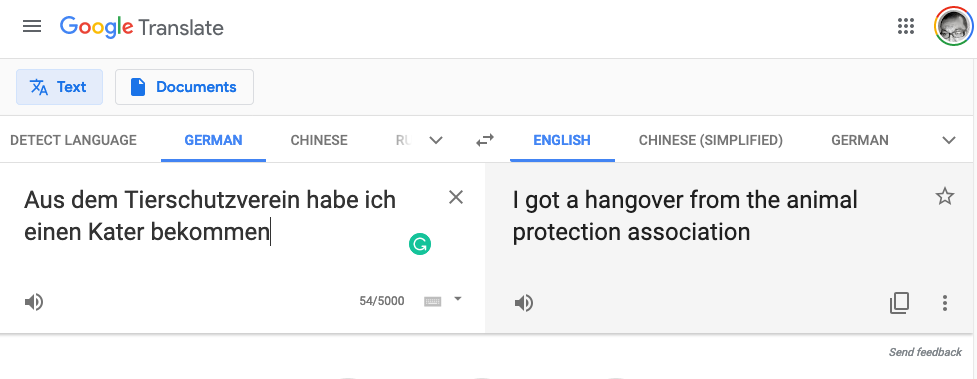 Google Translate
Text Documents
DETECT LANGUAGE GERMAN CHINESE ENGLISH CHINESE (SIMPLIFIED) GERMAN
Aus dem Tierschutzverein habe ich
einen Kater bekommen
I got a hangover from the animal
protection association
54/5000
Send feedback